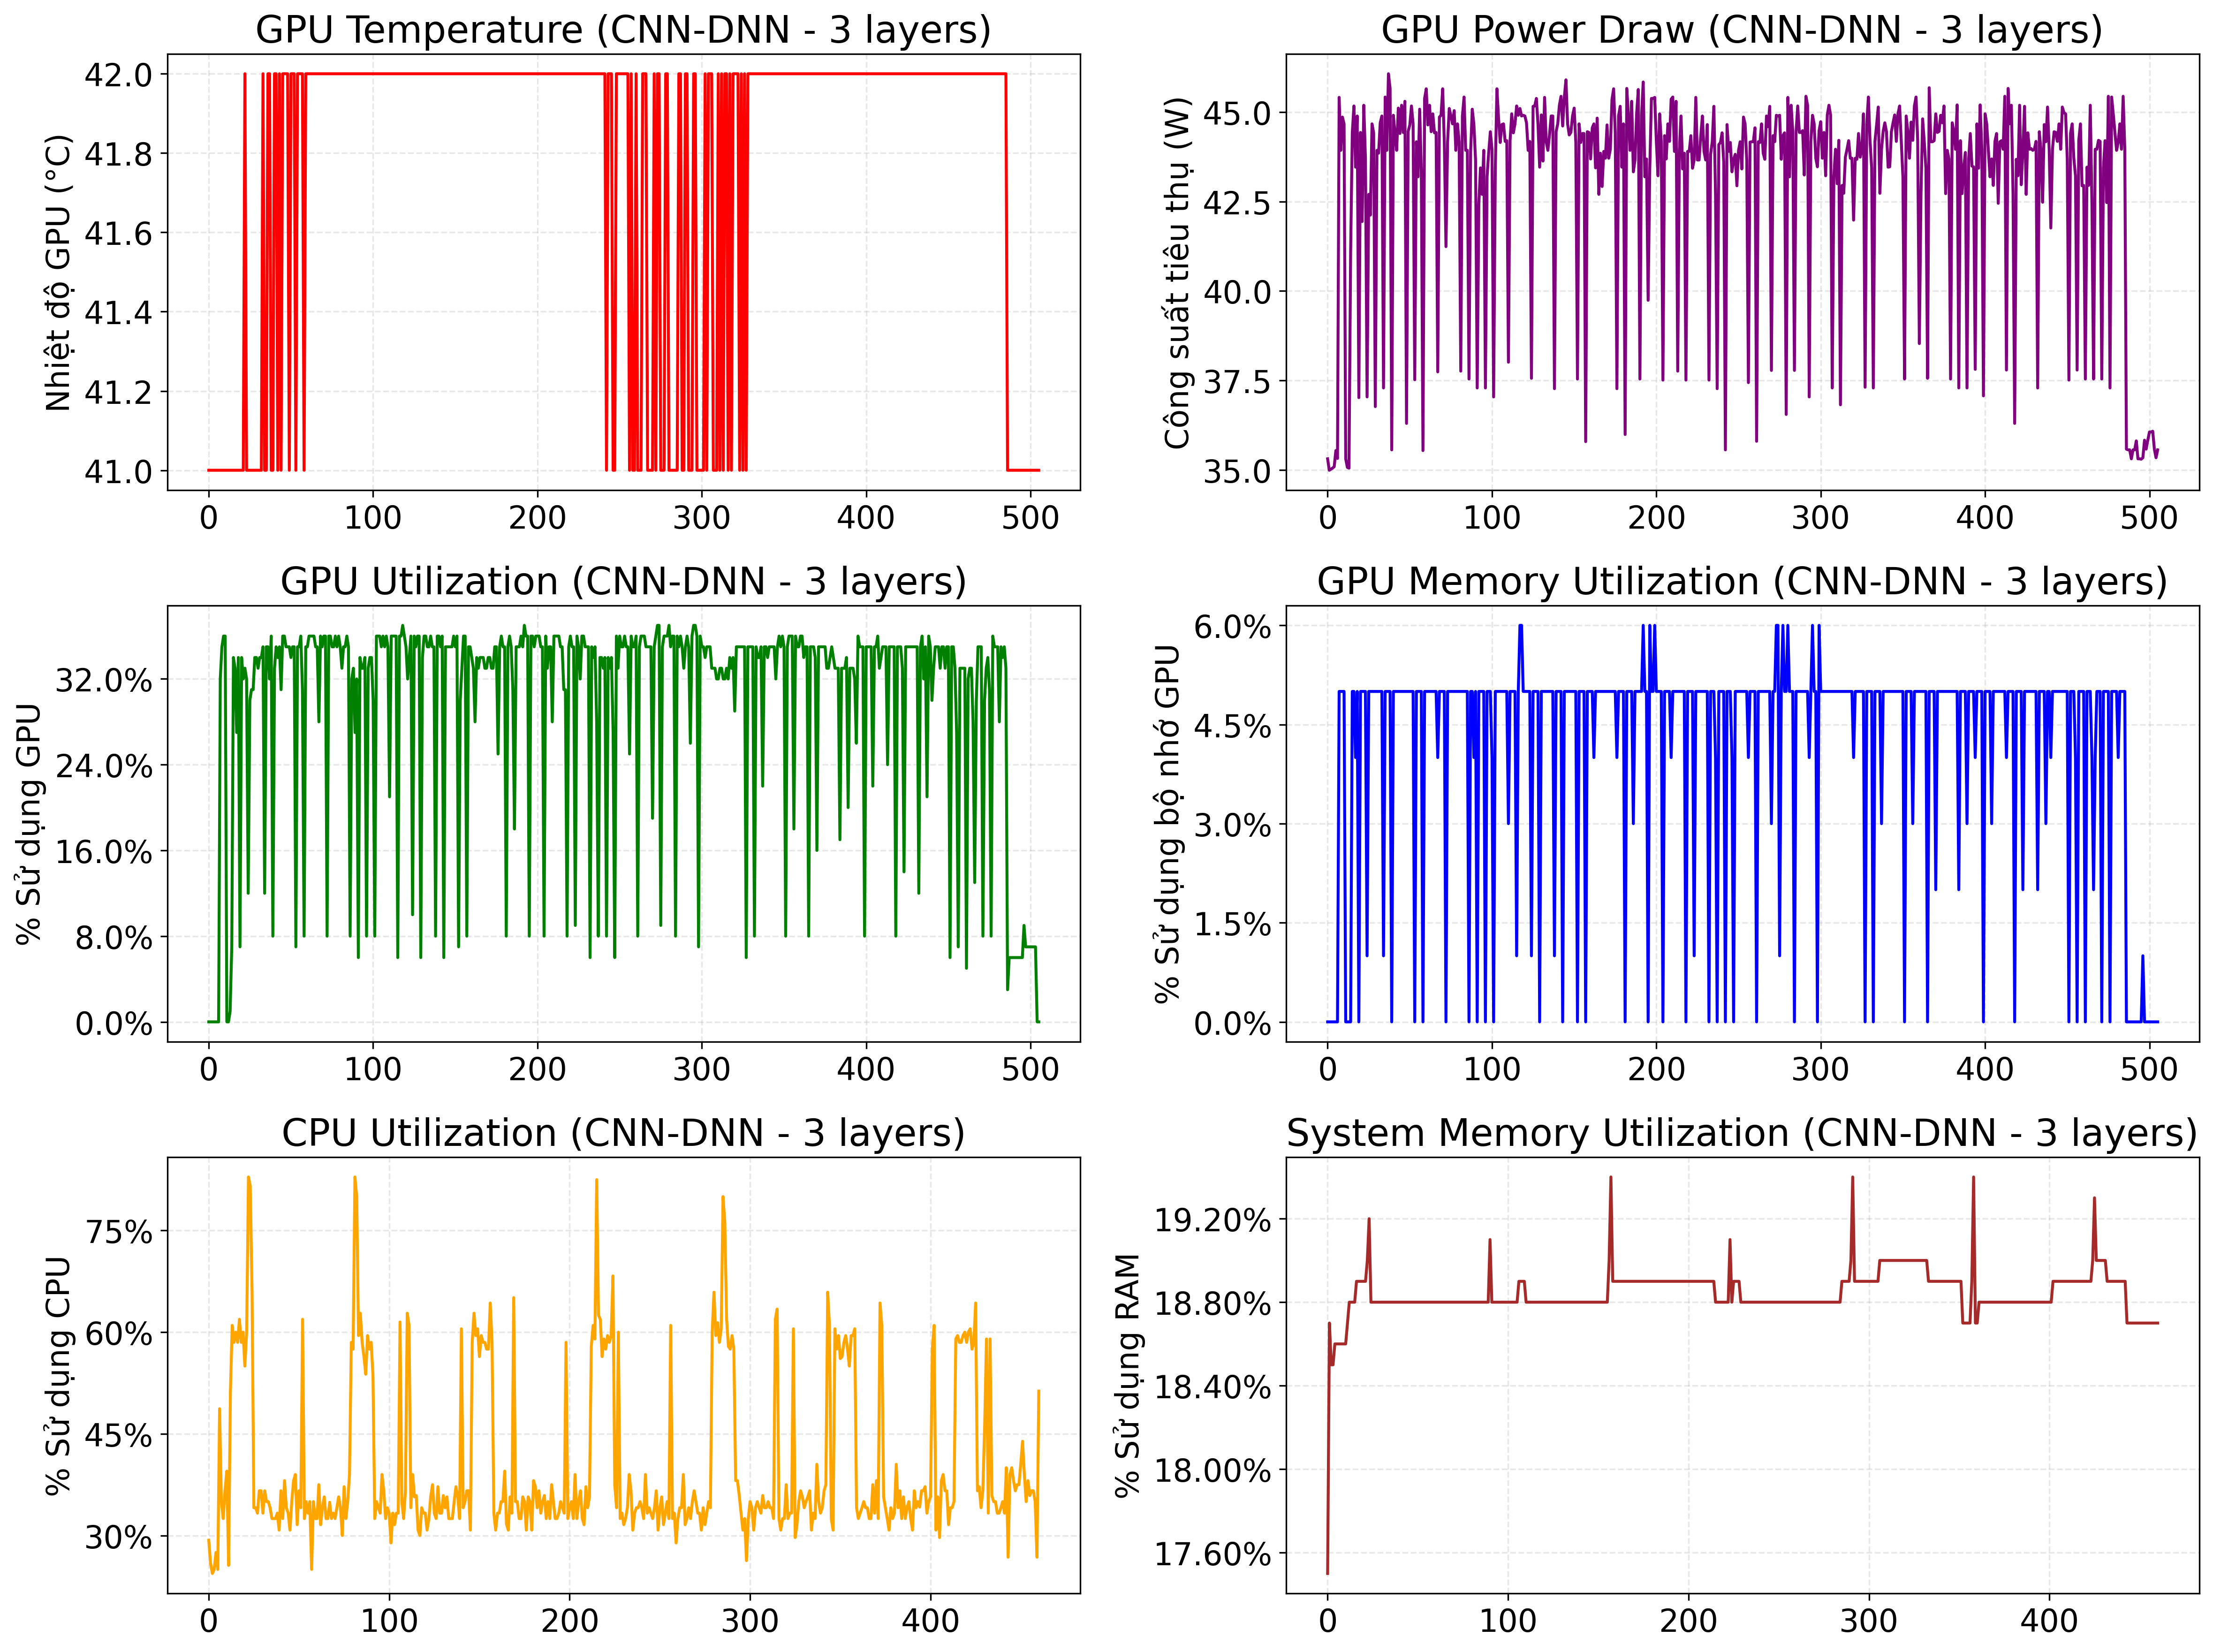 GPU Temperature (CNN-DNN - 3 layers)
Nhiệt độ GPU (°C)
42.0
41.8
41.6
41.4
41.2
41.0
0 100 200 300 400 500
GPU Power Draw (CNN-DNN - 3 layers)
Công suất tiêu thụ (W)
45.0
42.5
40.0
37.5
35.0
0 100 200 300 400 500
GPU Utilization (CNN-DNN - 3 layers)
% Sử dụng GPU
32.0%
24.0%
16.0%
8.0%
0.0%
0 100 200 300 400 500
GPU Memory Utilization (CNN-DNN - 3 layers)
% Sử dụng bộ nhớ GPU
6.0%
4.5%
3.0%
1.5%
0.0%
0 100 200 300 400 500
CPU Utilization (CNN-DNN - 3 layers)
% Sử dụng CPU
75%
60%
45%
30%
0 100 200 300 400
System Memory Utilization (CNN-DNN - 3 layers)
% Sử dụng RAM
19.20%
18.80%
18.40%
18.00%
17.60%
0 100 200 300 400